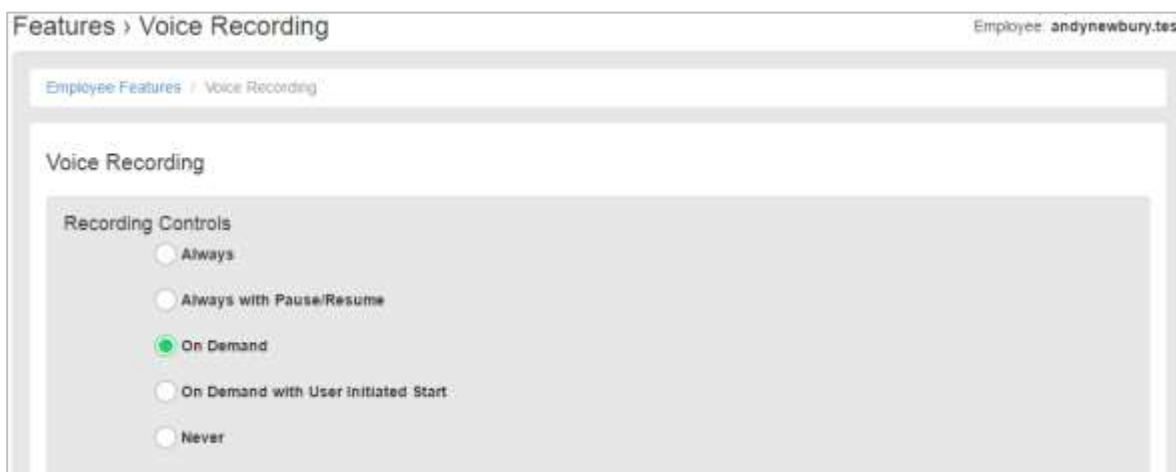 Features › Voice Recording
Employee: andynewbury.tes
Employee Features / Voice Recording
Voice Recording
Recording Controls
Always
Always with Pause/Resume
On Demand
On Demand with User Initiated Start
Never